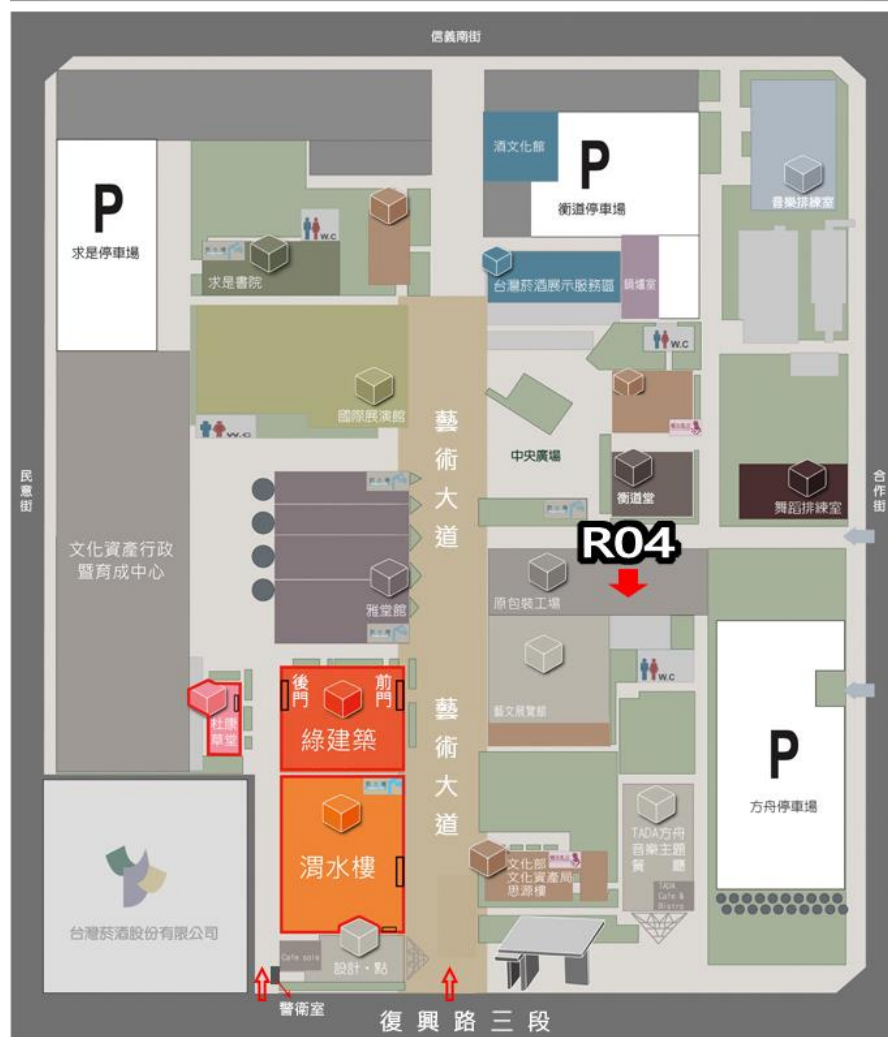 信義南街
酒文化館
P
衡道停車場
音樂排練室
P
求是停車場
W.C
求是書院
台灣菸酒展示服務區
鍋爐室
W.C
國際展演館
W.C
藝術大道
中央廣場
衡道堂
舞蹈排練室
民意街
合作街
文化資產行政
暨育成中心
雅堂館
R04
原包裝工場
W.C
藝文展覽館
後門
前門
綠建築
杜康
草堂
藝術大道
P
方舟停車場
渭水樓
TADA方舟
音樂主題
餐廳
TADA
Cafe &
Bistro
文化部
文化資產局
思源樓
台灣菸酒股份有限公司
Cafe sole
設計・點
警衛室
復興路三段